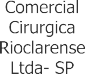 Comercial
Cirurgica
Rioclarense
Ltda- SP